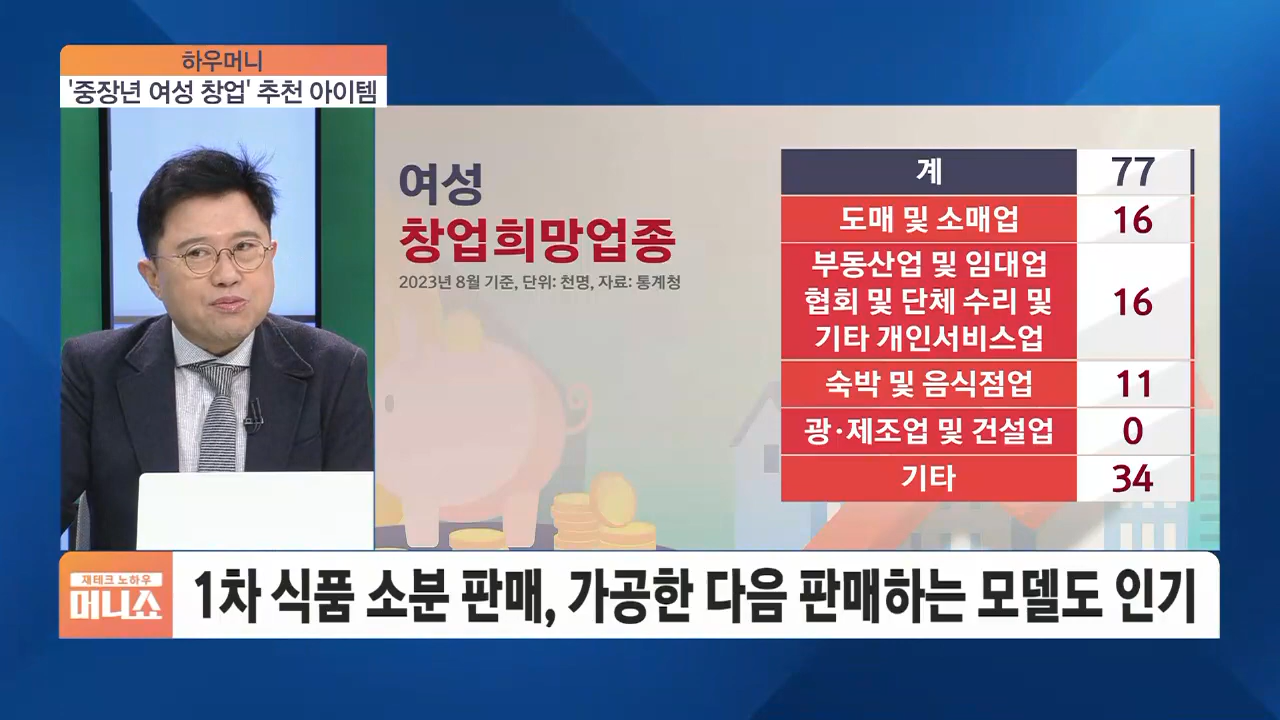 하우머니
'중장년 여성 창업' 추천 아이템
여성
창업희망업종
2023년 8월 기준, 단위: 천명, 자료: 통계청
계 77
도매 및 소매업 16
부동산업 및 임대업
협회 및 단체 수리 및 16
기타 개인서비스업
숙박 및 음식점업 11
광·제조업 및 건설업 0
기타 34
재테크 노하우
머니쇼
1차 식품 소분 판매, 가공한 다음 판매하는 모델도 인기